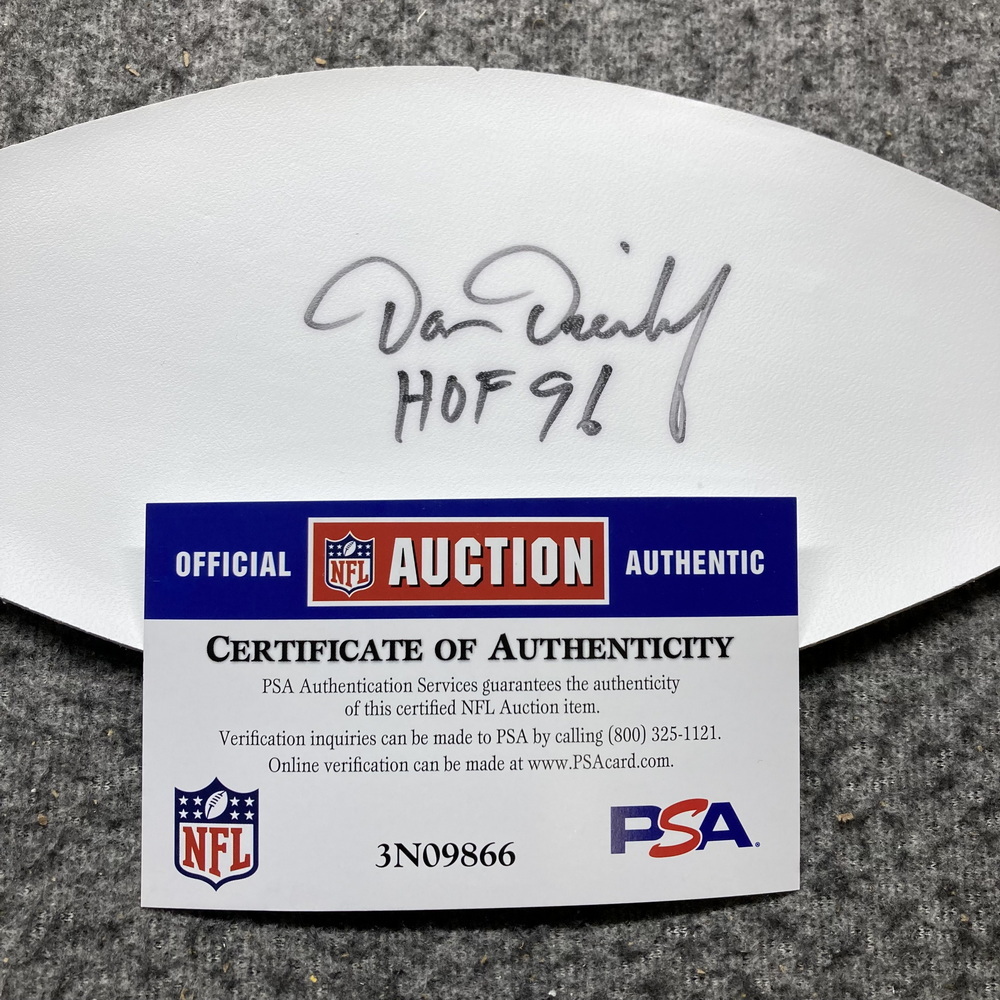 Dan Dierdorf
HOF 96
OFFICIAL NFL AUCTION AUTHENTIC
CERTIFICATE OF AUTHENTICITY
PSA Authentication Services guarantees the authenticity
of this certified NFL Auction item.
Verification inquiries can be made to PSA by calling (800) 325-1121.
Online verification can be made at www.PSAcard.com.
NFL
3N09866
PSA